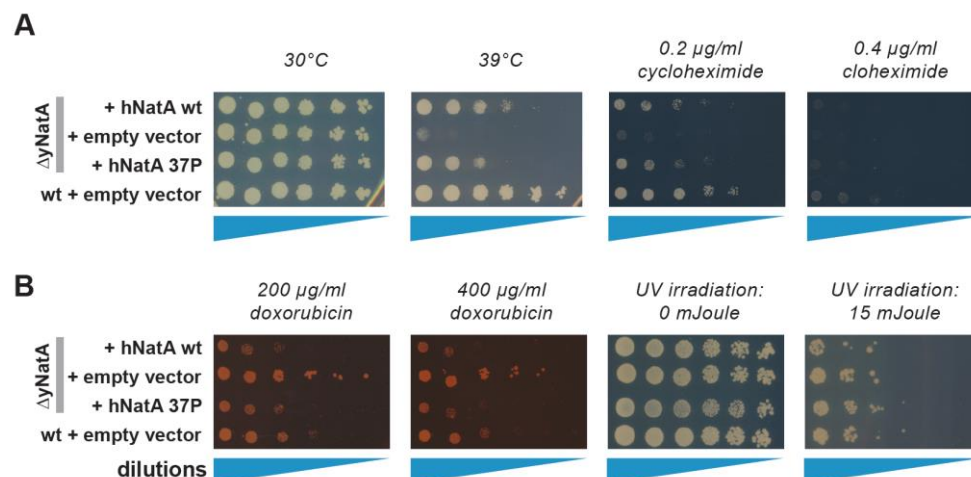 A
30°C
39°C
0.2 µg/ml
cycloheximide
0.4 µg/ml
cloheximide
ΔyNatA
+ hNatA wt
+ empty vector
+ hNatA 37P
wt + empty vector
B
200 µg/ml
doxorubicin
400 µg/ml
doxorubicin
UV irradiation:
0 mJoule
UV irradiation:
15 mJoule
ΔyNatA
+ hNatA wt
+ empty vector
+ hNatA 37P
wt + empty vector
dilutions